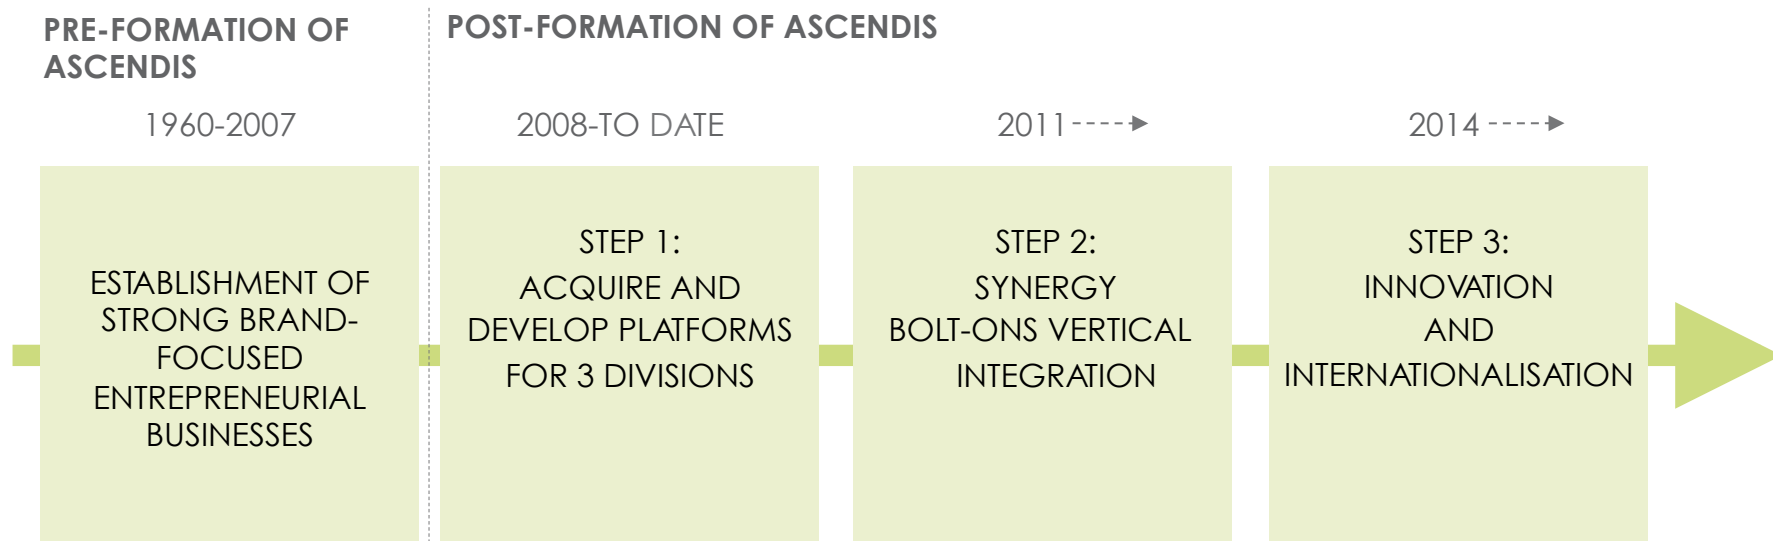 PRE-FORMATION OF
ASCENDIS
POST-FORMATION OF ASCENDIS
1960-2007
2008-TO DATE
2011
2014
ESTABLISHMENT OF
STRONG BRAND-
FOCUSED
ENTREPRENEURIAL
BUSINESSES
STEP 1:
ACQUIRE AND
DEVELOP PLATFORMS
FOR 3 DIVISIONS
STEP 2:
SYNERGY
BOLT-ONS VERTICAL
INTEGRATION
STEP 3:
INNOVATION
AND
INTERNATIONALISATION